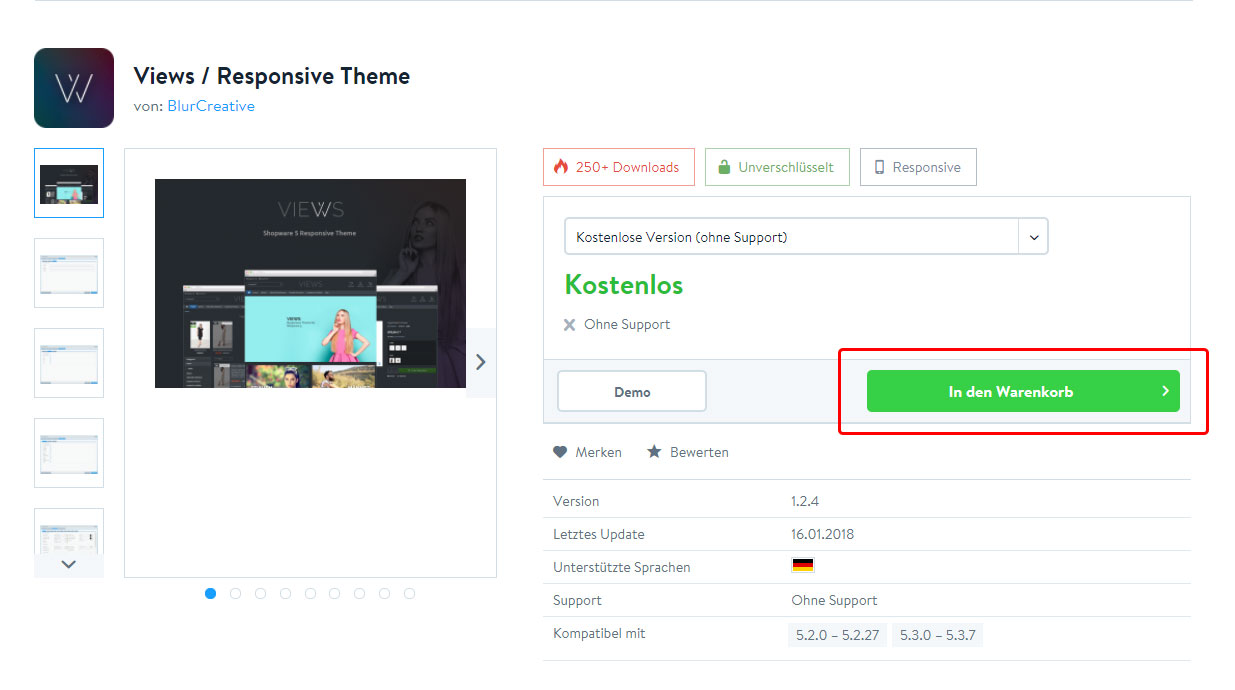 Views / Responsive Theme
von: BlurCreative
VIEWS
Shopware 5 Responsive Theme
250+ Downloads
Unverschlüsselt
Responsive
Kostenlose Version (ohne Support)
Kostenlos
Ohne Support
Demo
In den Warenkorb
Merken
Bewerten
Version 1.2.4
Letztes Update 16.01.2018
Unterstützte Sprachen
Support Ohne Support
Kompatibel mit 5.2.0 – 5.2.27 5.3.0 – 5.3.7